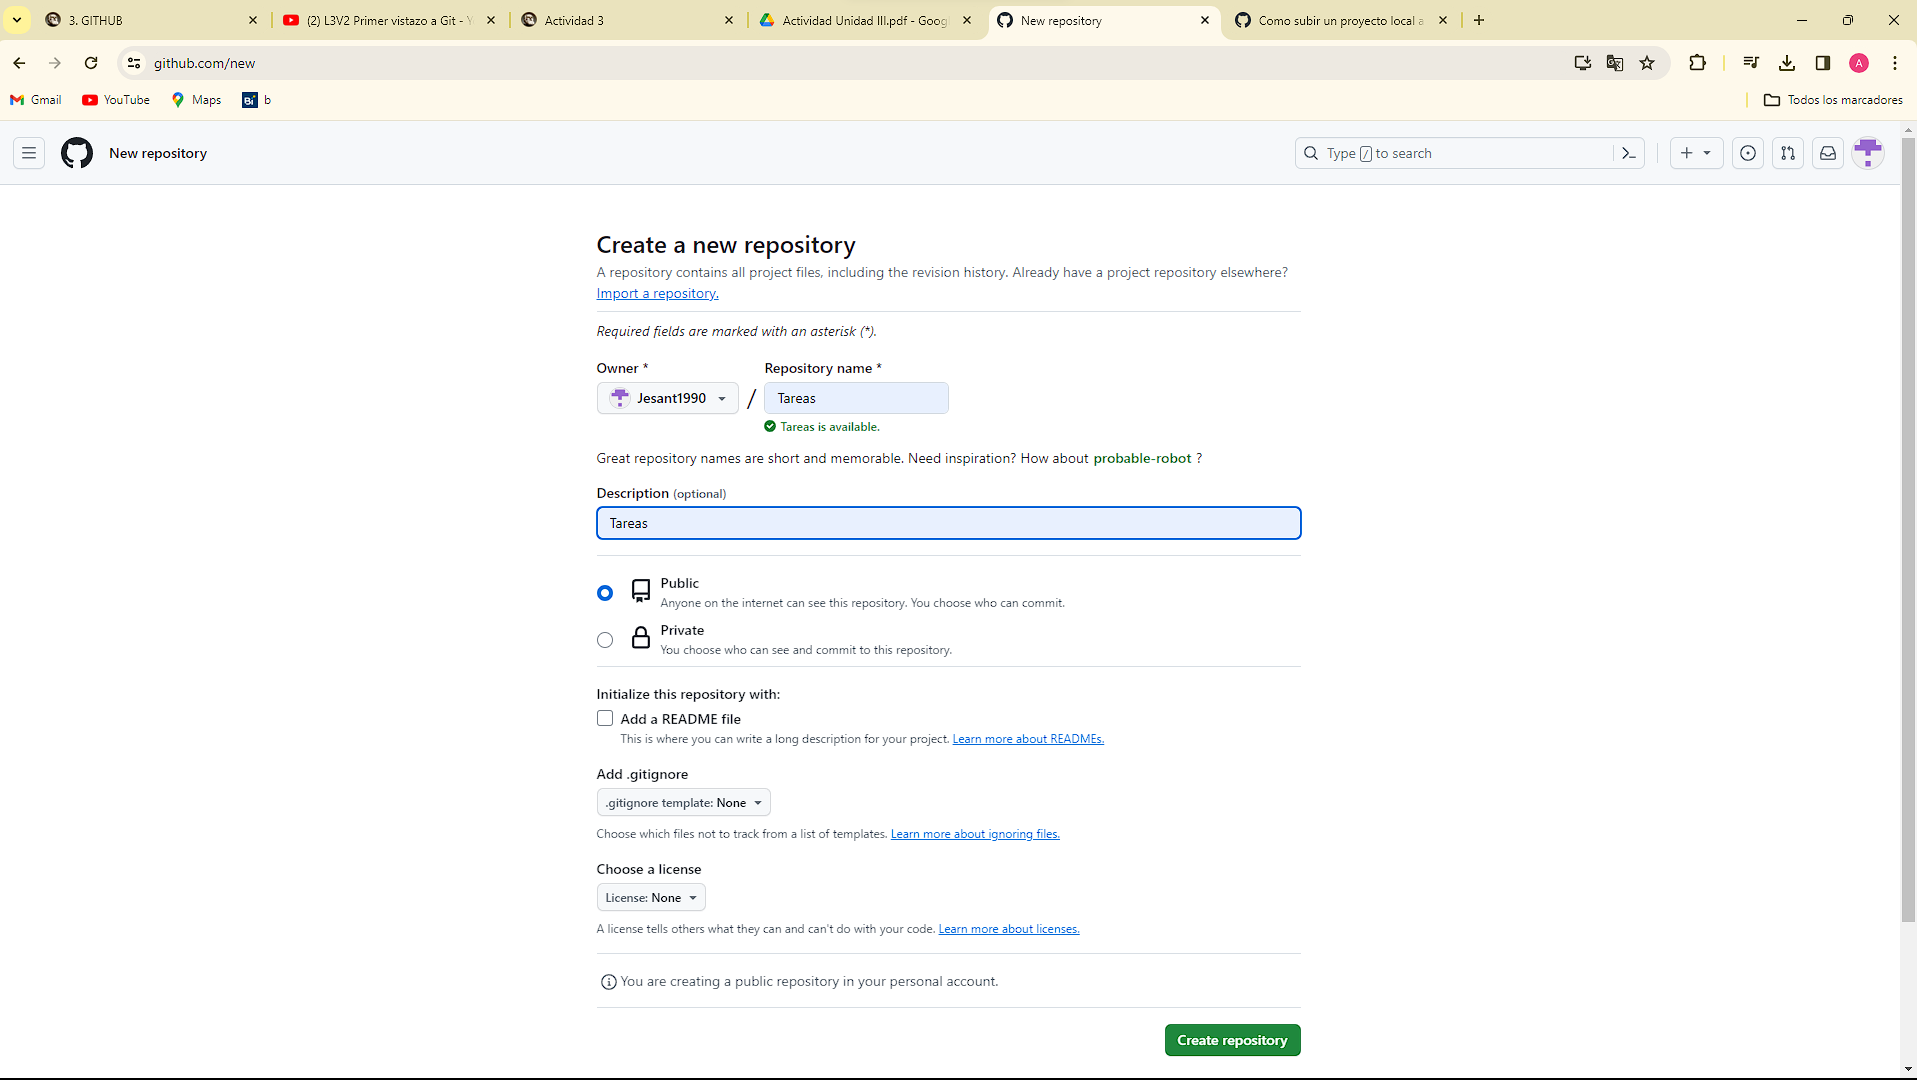 3. GITHUB
(2) L3V2 Primer vistazo a Git - Y
Actividad 3
Actividad Unidad III.pdf - Goog
New repository
Como subir un proyecto local a
github.com/new
Gmail
YouTube
Maps
Bi b
Todos los marcadores
A
New repository
Type / to search
Create a new repository
A repository contains all project files, including the revision history. Already have a project repository elsewhere?
Import a repository.
Required fields are marked with an asterisk (*).
Owner *
Repository name *
Jesant1990
/
Tareas
Tareas is available.
Great repository names are short and memorable. Need inspiration? How about probable-robot ?
Description (optional)
Tareas
Public
Anyone on the internet can see this repository. You choose who can commit.
Private
You choose who can see and commit to this repository.
Initialize this repository with:
Add a README file
This is where you can write a long description for your project. Learn more about READMEs.
Add .gitignore
.gitignore template: None
Choose which files not to track from a list of templates. Learn more about ignoring files.
Choose a license
License: None
A license tells others what they can and can't do with your code. Learn more about licenses.
You are creating a public repository in your personal account.
Create repository